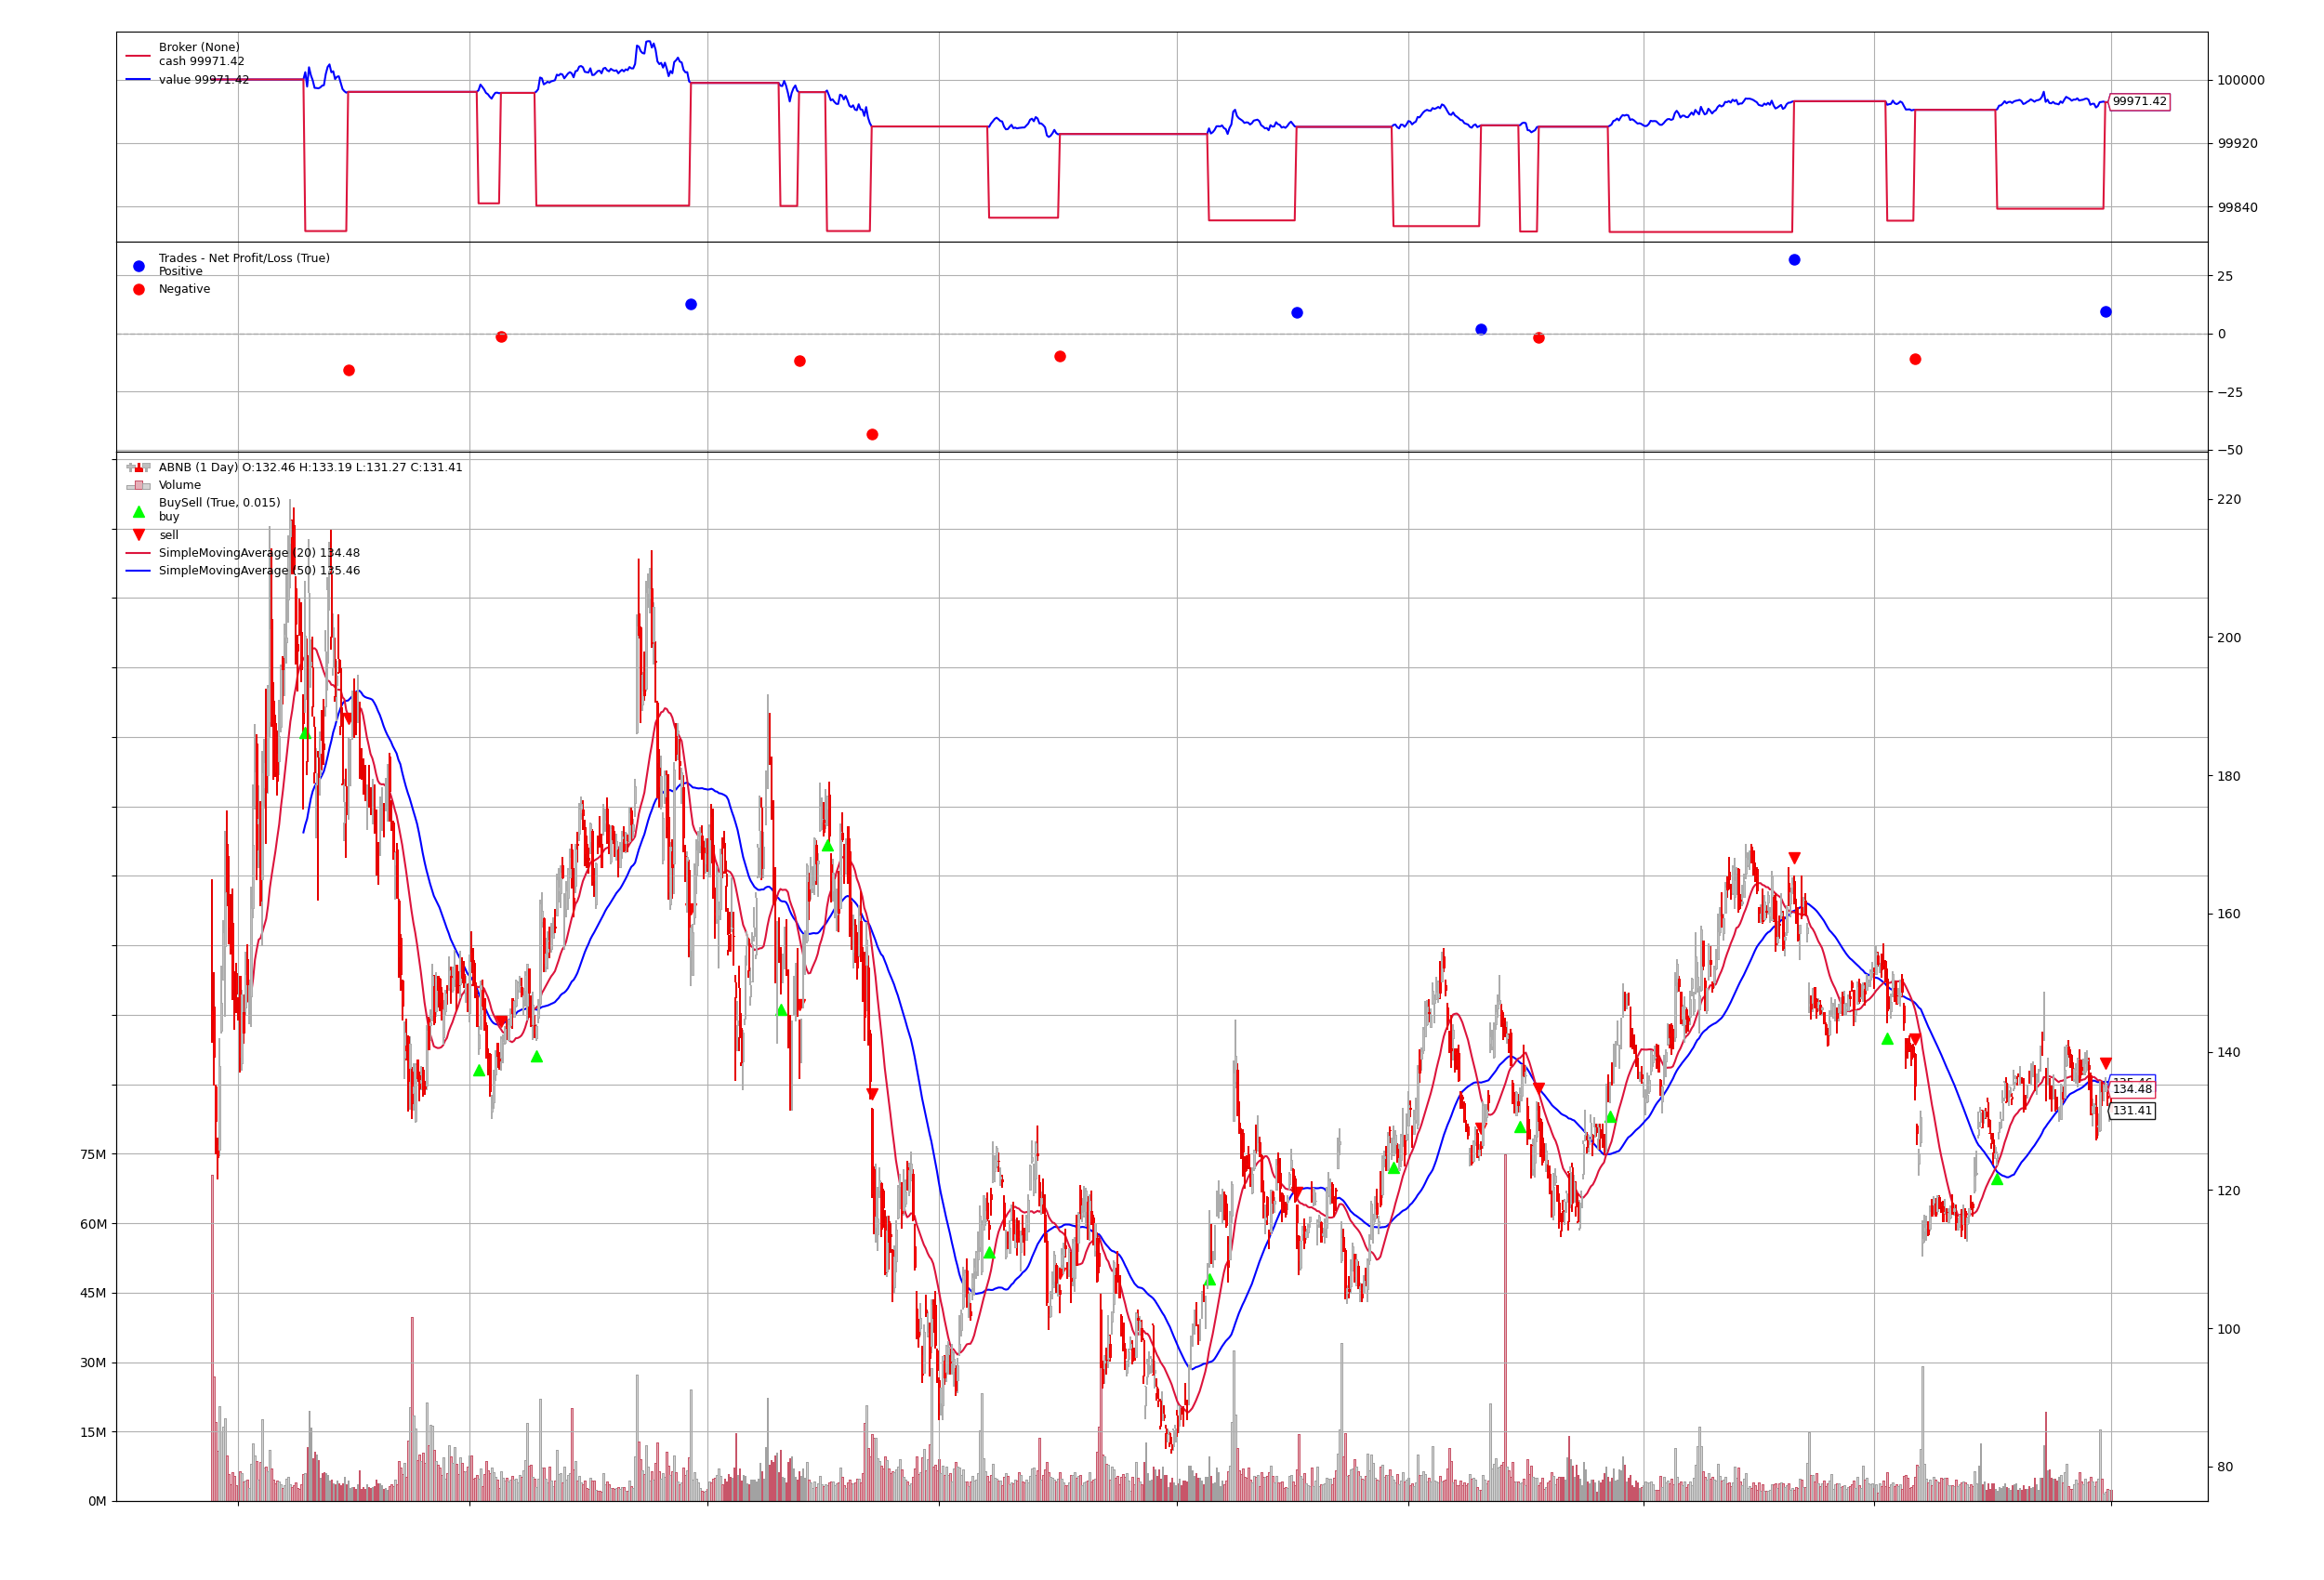 Broker (None)
cash 99971.42
value 99971.42
100000
99971.42
99920
99840
Trades - Net Profit/Loss (True)
Positive
Negative
25
0
−25
−50
ABNB (1 Day) O:132.46 H:133.19 L:131.27 C:131.41
Volume
BuySell (True, 0.015)
buy
sell
SimpleMovingAverage (20) 134.48
SimpleMovingAverage (50) 135.46
220
200
180
160
140
135.46
134.48
131.41
120
100
80
75M
60M
45M
30M
15M
0M